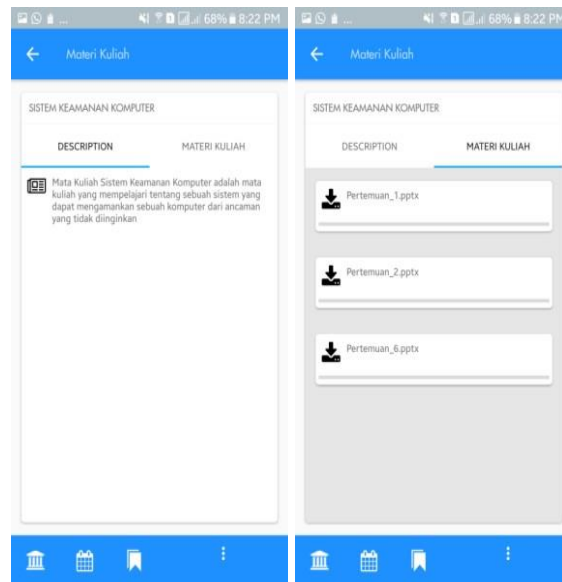 ... 68% 8:22 PM
Materi Kuliah
SISTEM KEAMANAN KOMPUTER
DESCRIPTION MATERI KULIAH
Mata Kuliah Sistem Keamanan Komputer adalah mata
kuliah yang mempelajari tentang sebuah sistem yang
dapat mengamankan sebuah komputer dari ancaman
yang tidak diinginkan
... 68% 8:22 PM
Materi Kuliah
SISTEM KEAMANAN KOMPUTER
DESCRIPTION MATERI KULIAH
Pertemuan_1.pptx
Pertemuan_2.pptx
Pertemuan_6.pptx